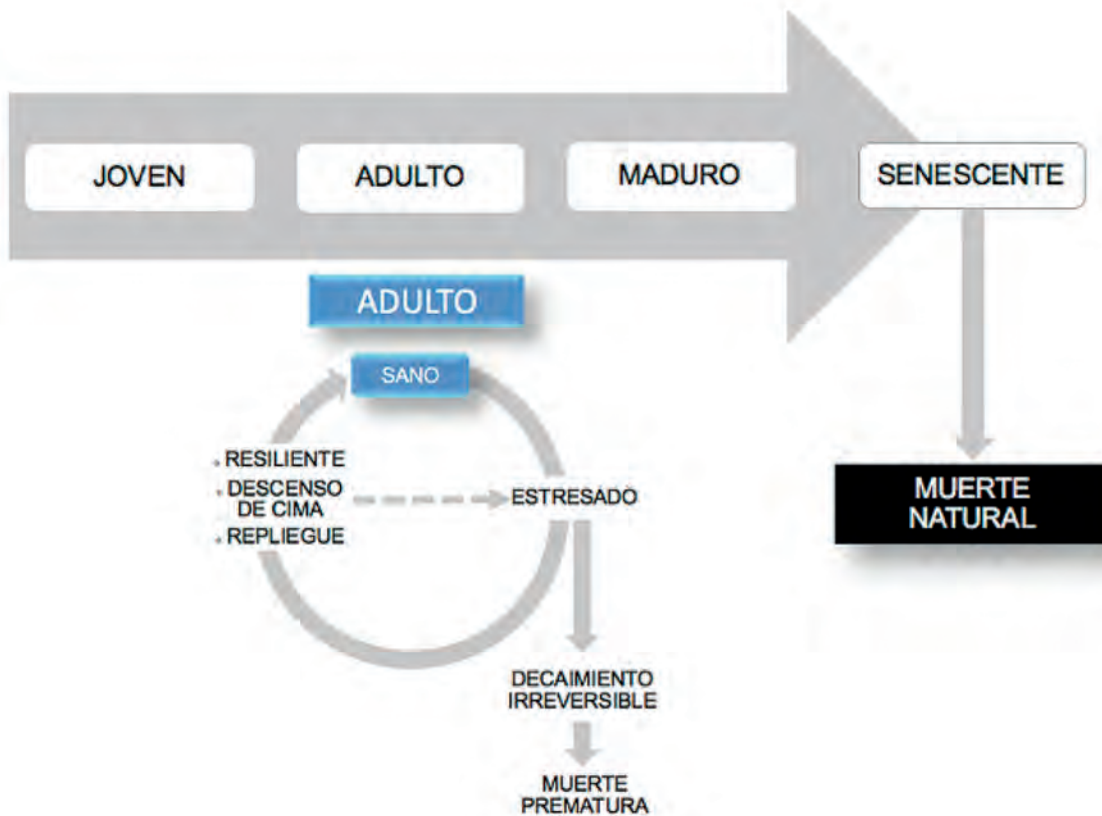 JOVEN
ADULTO
MADURO
SENESCENTE
ADULTO
SANO
. RESILIENTE
. DESCENSO
DE CIMA
. REPLIEGUE
ESTRESADO
MUERTE
NATURAL
DECAIMIENTO
IRREVERSIBLE
MUERTE
PREMATURA